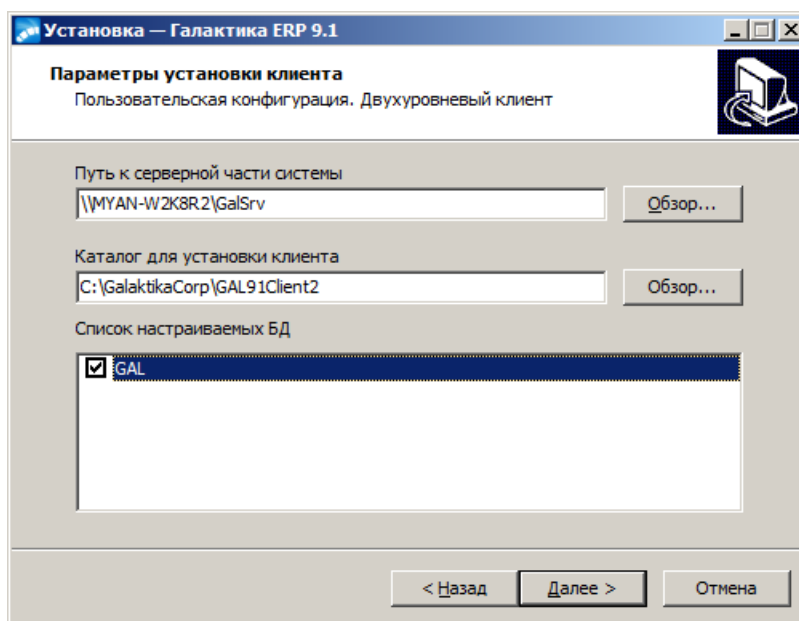 Установка — Галактика ERP 9.1
Параметры установки клиента
Пользовательская конфигурация. Двухуровневый клиент
Путь к серверной части системы
\\MYAN-W2K8R2\GalSrv
Обзор...
Каталог для установки клиента
C:\GalaktikaCorp\GAL91Client2
Обзор...
Список настраиваемых БД
GAL
< Назад
Далее >
Отмена